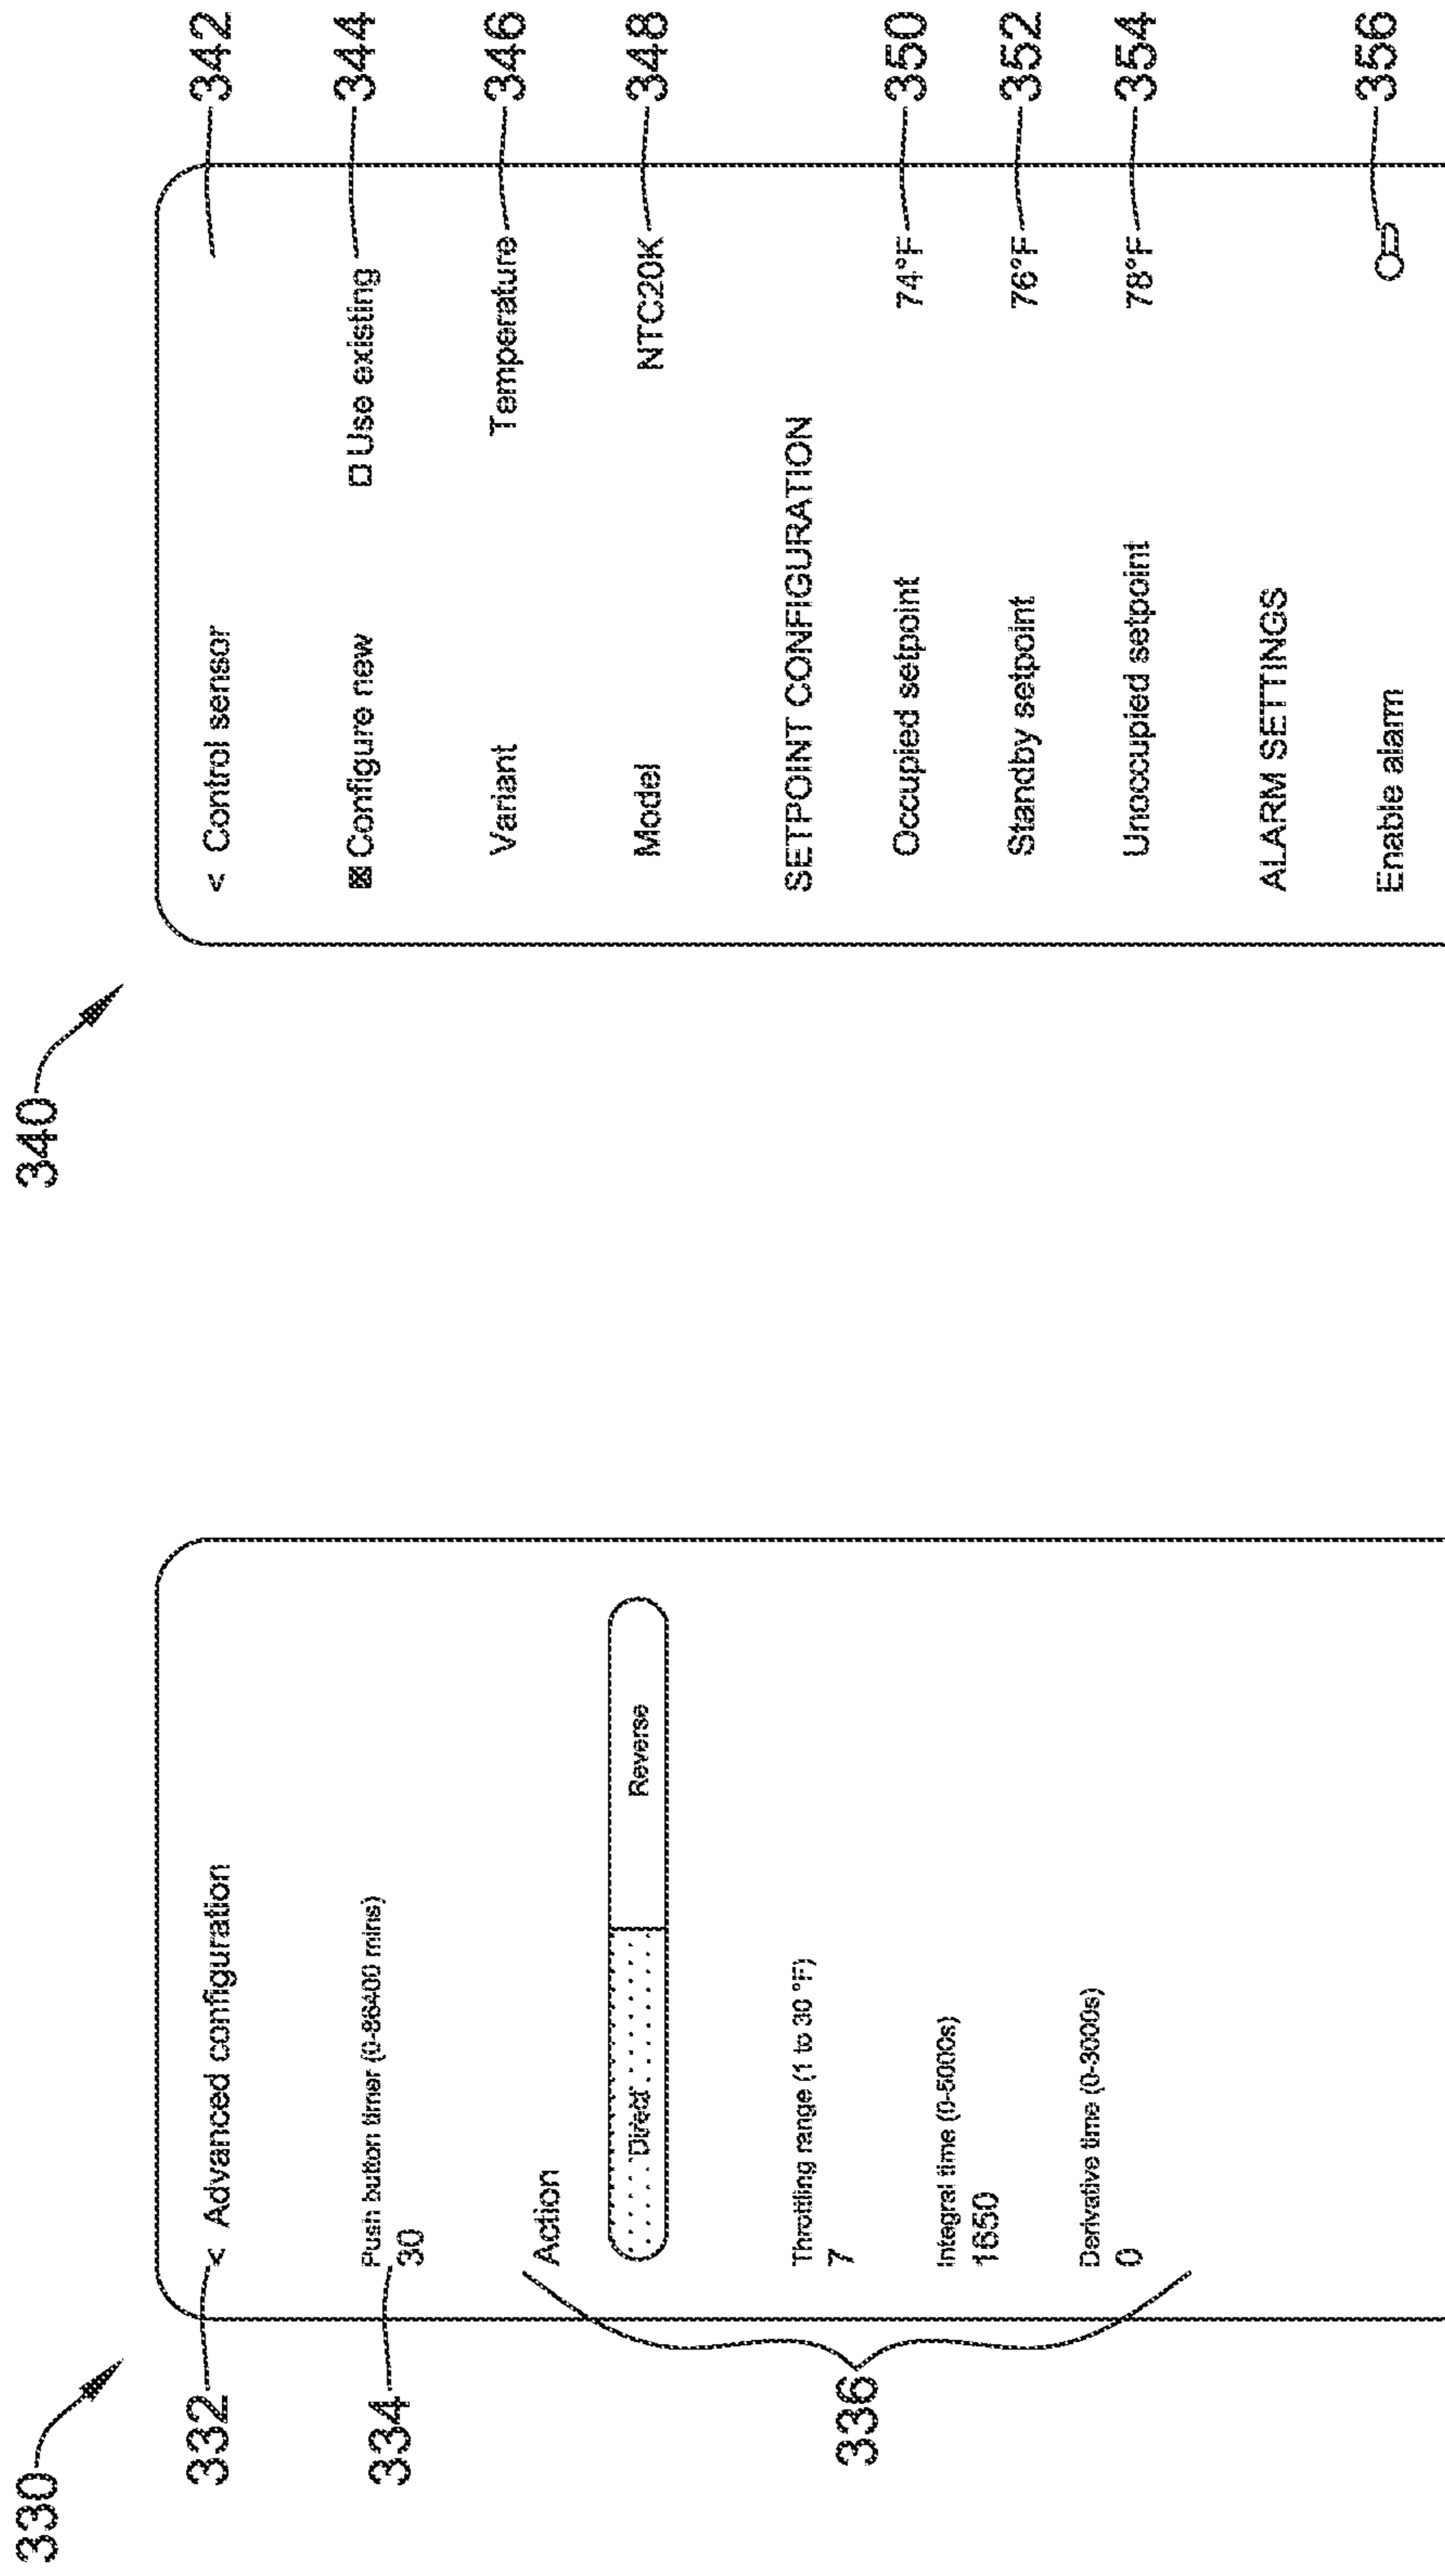 330
332
< Advanced configuration
334
Push button timer (0-86400 mins)
30
336
Action
Direct
Reverse
Throttling range (1 to 30 °F)
7
Integral time (0-5000s)
1650
Derivative time (0-3000s)
0
340
< Control sensor
342
Configure new
Use existing
344
Variant
Temperature
346
Model
NTC20K
348
SETPOINT CONFIGURATION
Occupied setpoint
74°F
350
Standby setpoint
76°F
352
Unoccupied setpoint
78°F
354
ALARM SETTINGS
Enable alarm
356